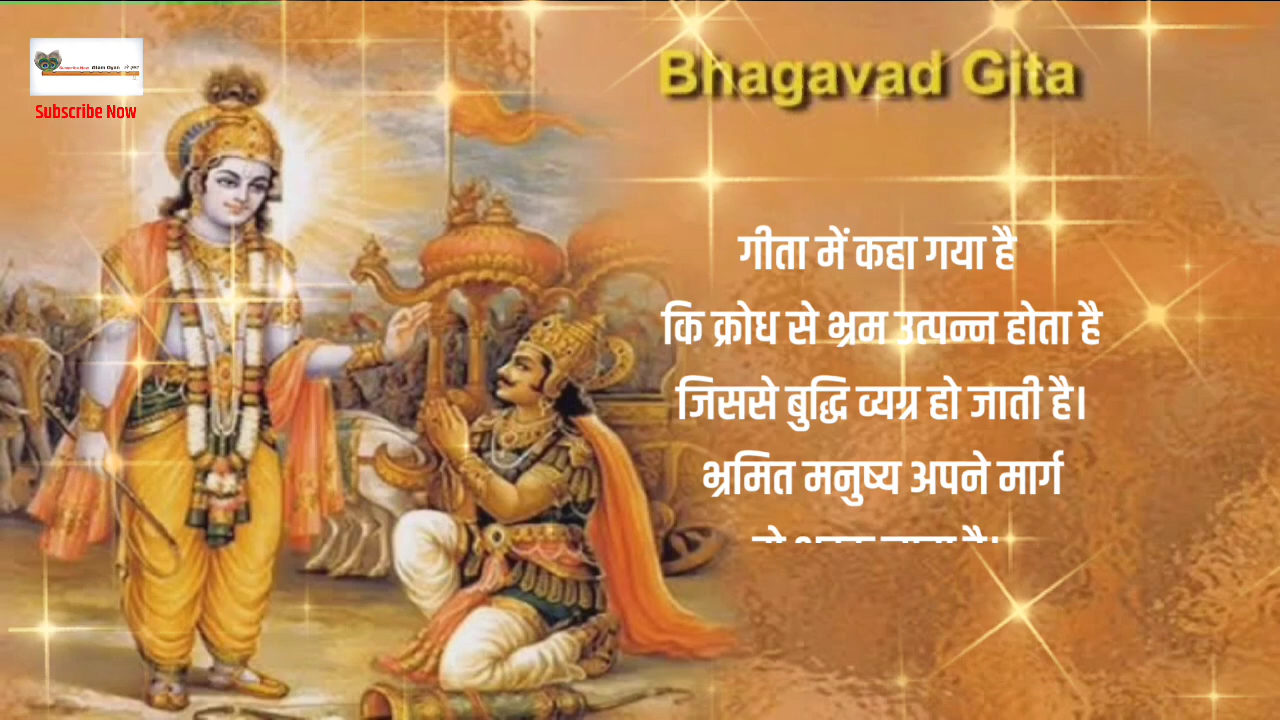 Subscribe Now
Bhagavad Gita
गीता में कहा गया है
कि क्रोध से भ्रम उत्पन्न होता है
जिससे बुद्धि व्यग्र हो जाती है।
भ्रमित मनुष्य अपने मार्ग